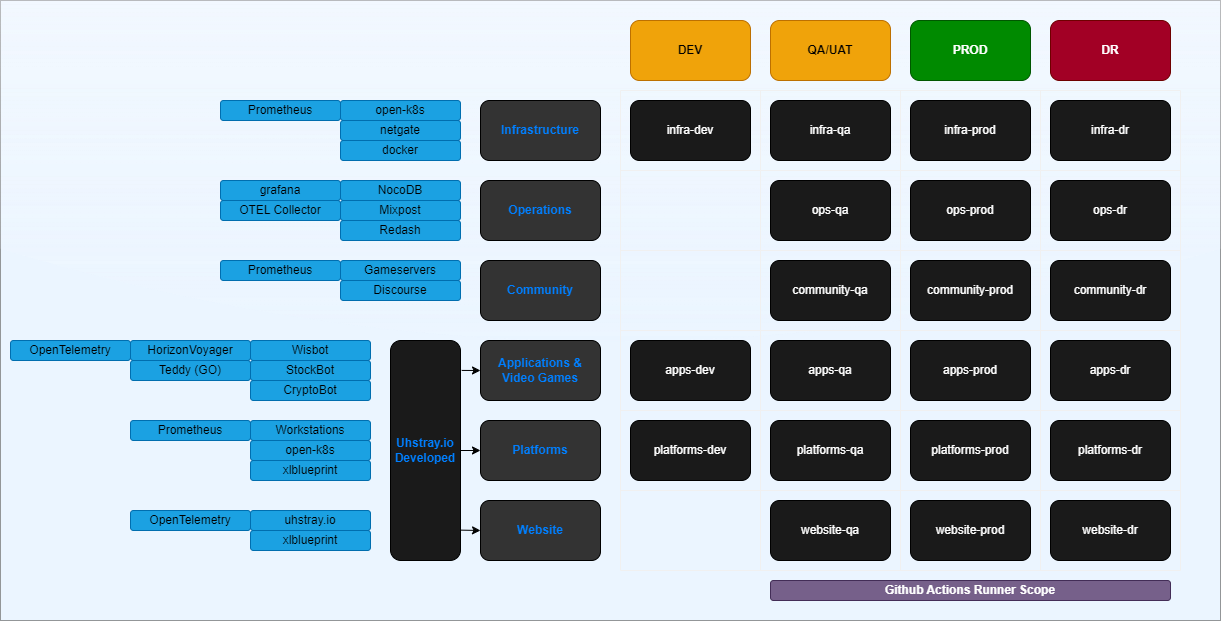 DEV
QA/UAT
PROD
DR
Prometheus
open-k8s
netgate
docker
Infrastructure
infra-dev
infra-qa
infra-prod
infra-dr
grafana
NocoDB
OTEL Collector
Mixpost
Redash
Operations
ops-qa
ops-prod
ops-dr
Prometheus
Gameservers
Discourse
Community
community-qa
community-prod
community-dr
OpenTelemetry
HorizonVoyager
Wisbot
Teddy (GO)
StockBot
CryptoBot
Applications &
Video Games
apps-dev
apps-qa
apps-prod
apps-dr
Uhstray.io
Developed
Prometheus
Workstations
open-k8s
xlblueprint
Platforms
platforms-dev
platforms-qa
platforms-prod
platforms-dr
OpenTelemetry
uhstray.io
xlblueprint
Website
website-qa
website-prod
website-dr
Github Actions Runner Scope